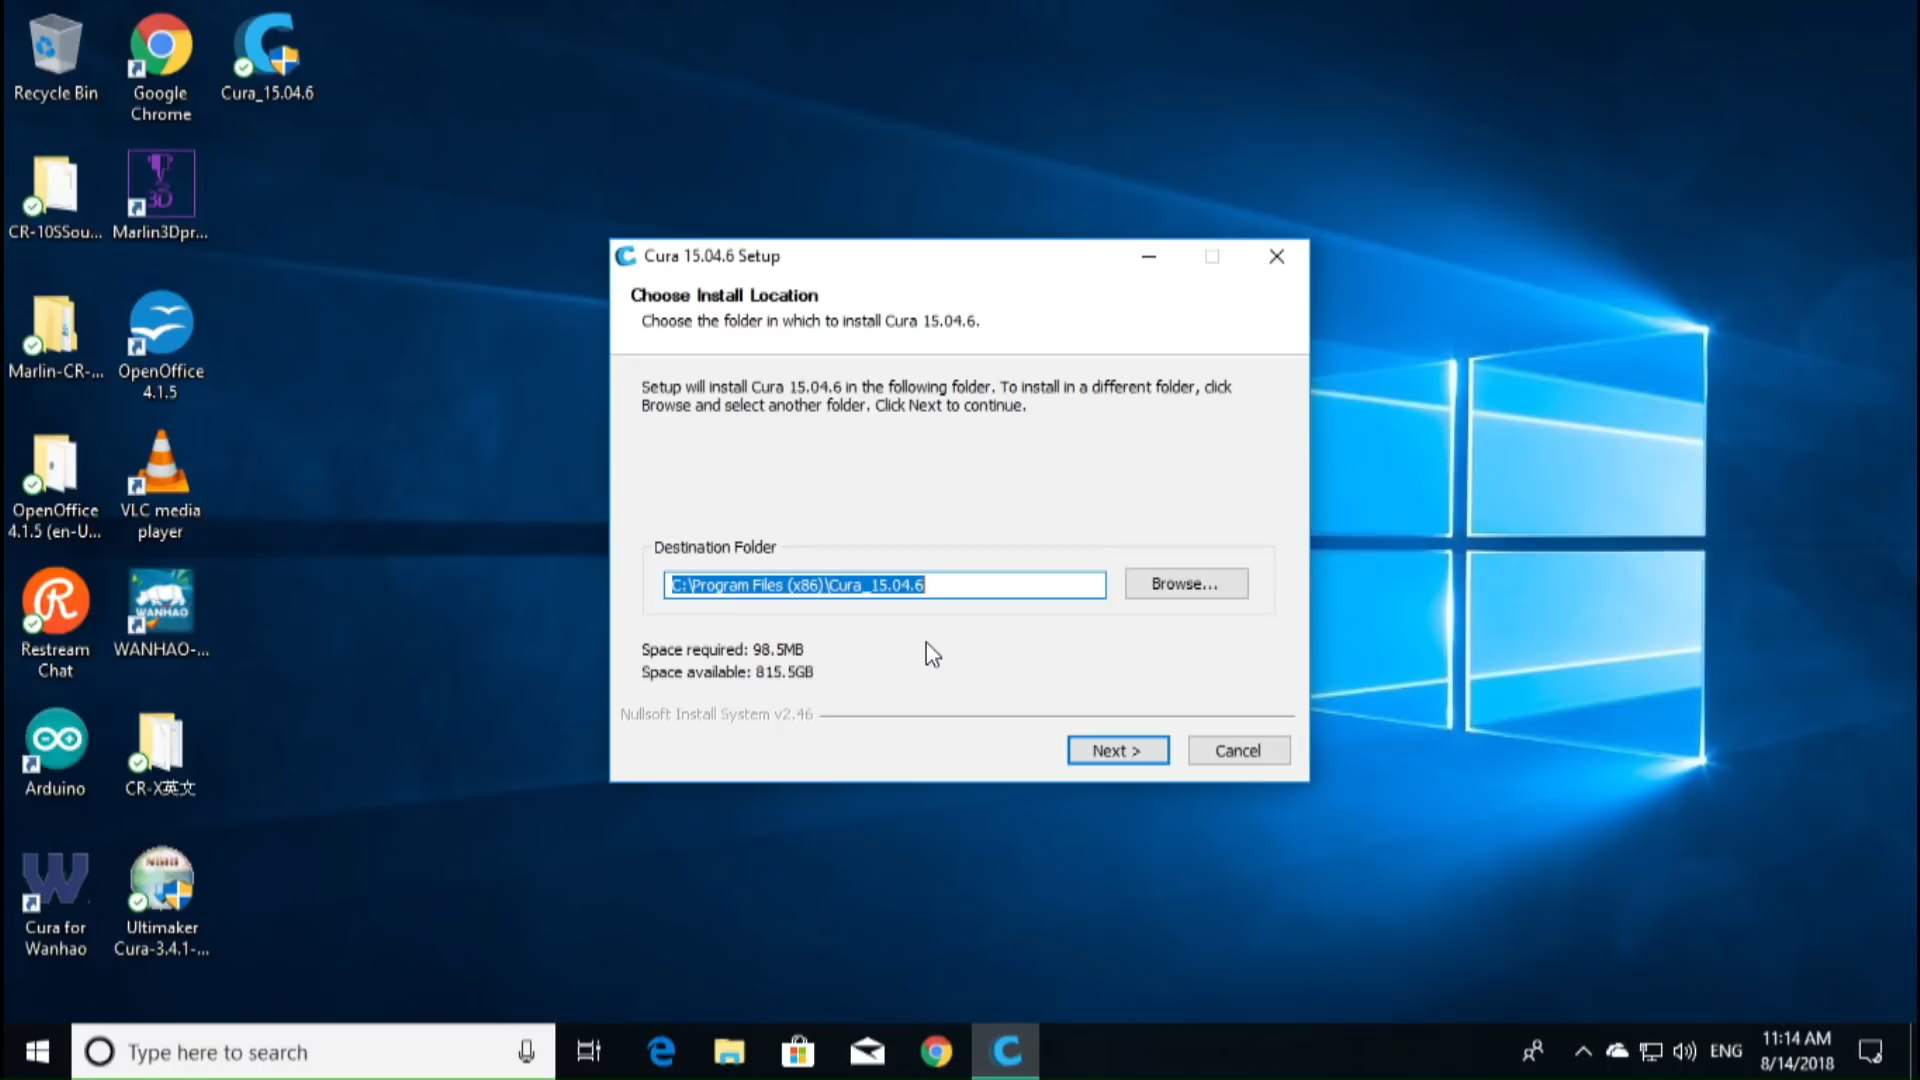 Recycle Bin
Google
Chrome
Cura_15.04.6
CR-10SSou...
Marlin3Dpr...
3D
Marlin-CR-...
OpenOffice
4.1.5
OpenOffice
4.1.5 (en-U...
VLC media
player
Restream
Chat
WANHAO
WANHAO-...
Arduino
CR-X英文
Cura for
Wanhao
Ultimaker
Cura-3.4.1-...
Cura 15.04.6 Setup
Choose Install Location
Choose the folder in which to install Cura 15.04.6.
Setup will install Cura 15.04.6 in the following folder. To install in a different folder, click
Browse and select another folder. Click Next to continue.
Destination Folder
C:\Program Files (x86)\Cura_15.04.6
Browse...
Space required: 98.5MB
Space available: 815.5GB
Nullsoft Install System v2.46
Next >
Cancel
Type here to search
ENG
11:14 AM
8/14/2018